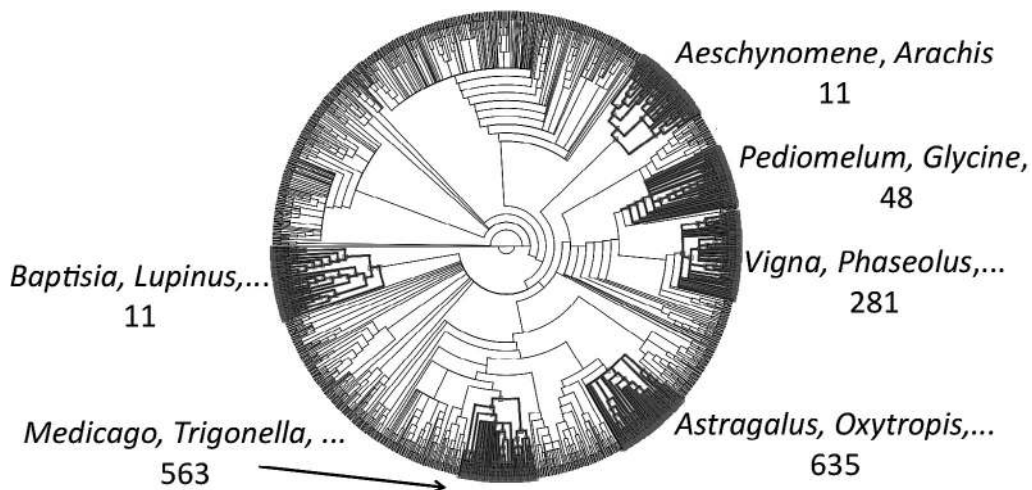 Aeschynomene, Arachis
11
Pediomelum, Glycine,
48
Vigna, Phaseolus,...
281
Baptisia, Lupinus,...
11
Medicago, Trigonella, ...
563
Astragalus, Oxytropis,...
635